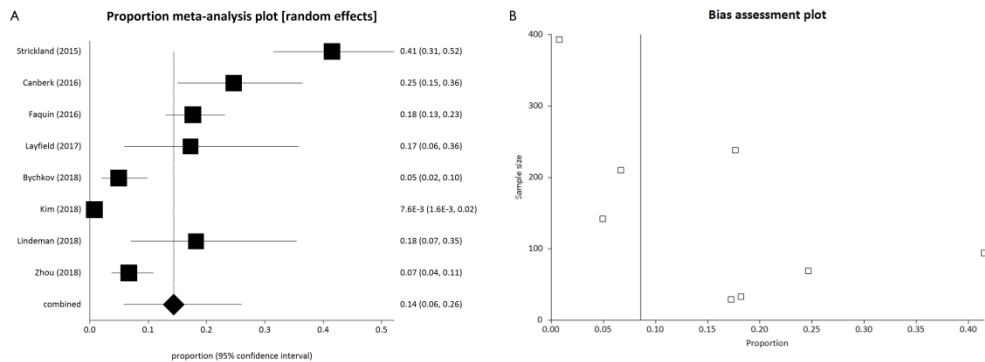 A
Proportion meta-analysis plot [random effects]
Strickland (2015) 0.41 (0.31, 0.52)
Canberk (2016) 0.25 (0.15, 0.36)
Faquin (2016) 0.18 (0.13, 0.23)
Layfield (2017) 0.17 (0.06, 0.36)
Bychkov (2018) 0.05 (0.02, 0.10)
Kim (2018) 7.6E-3 (1.6E-3, 0.02)
Lindeman (2018) 0.18 (0.07, 0.35)
Zhou (2018) 0.07 (0.04, 0.11)
combined 0.14 (0.06, 0.26)
0.0 0.1 0.2 0.3 0.4 0.5
proportion (95% confidence interval)
B
Bias assessment plot
Sample size
400
300
200
100
0
0.00 0.05 0.10 0.15 0.20 0.25 0.30 0.35 0.40
Proportion